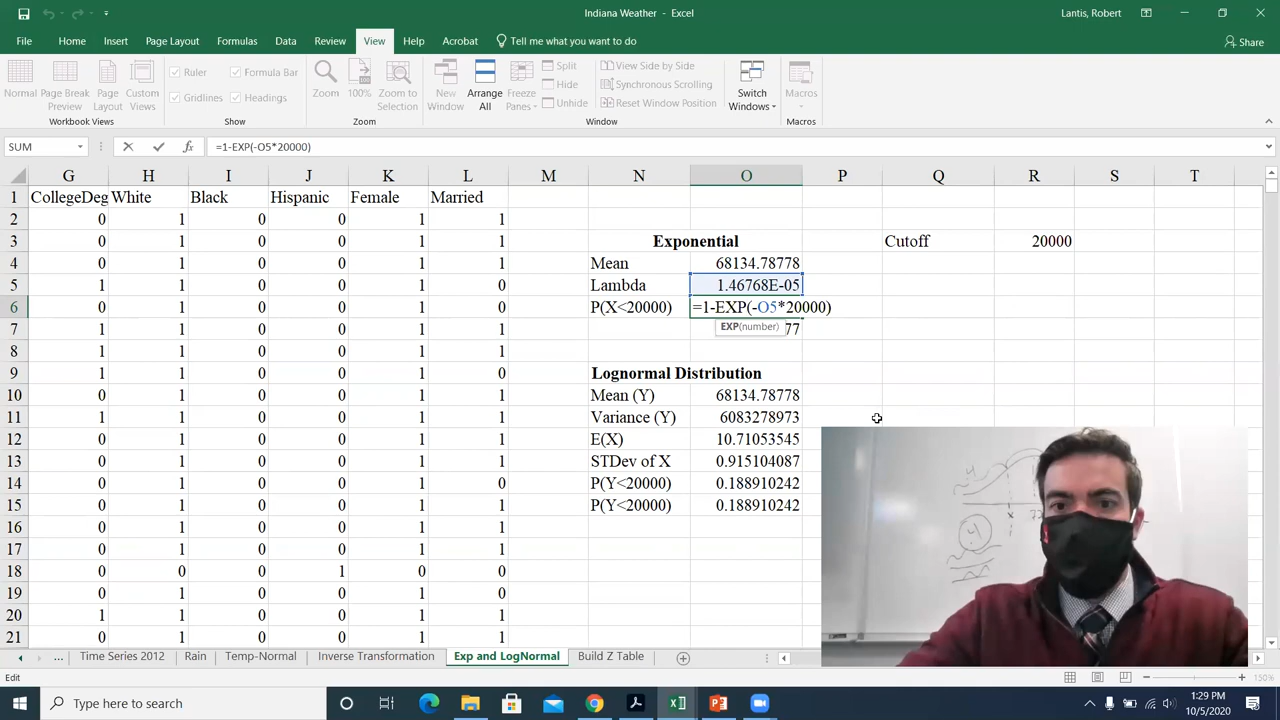 Indiana Weather - Excel
Lantis, Robert
File Home Insert Page Layout Formulas Data Review View Help Acrobat Tell me what you want to do Share
Normal Page Break Preview Page Layout Custom Views Ruler Formula Bar Gridlines Headings Zoom 100% Zoom to Selection New Window Arrange All Freeze Panes Split Hide Unhide View Side by Side Synchronous Scrolling Reset Window Position Switch Windows Macros
Workbook Views Show Zoom Window Macros
SUM =1-EXP(-O5*20000)
G H I J K L M N O P Q R S T
1 CollegeDeg White Black Hispanic Female Married
2 0 1 0 0 1 1
3 0 1 0 0 1 1 Exponential Cutoff 20000
4 0 1 0 0 1 1 Mean 68134.78778
5 1 1 0 0 1 0 Lambda 1.46768E-05
6 0 1 0 0 1 0 P(X<20000) =1-EXP(-O5*20000)
7 1 1 0 0 1 1 EXP(number) 77
8 1 1 0 0 1 1
9 1 1 0 0 1 0 Lognormal Distribution
10 0 1 0 0 1 1 Mean (Y) 68134.78778
11 1 1 0 0 1 0 Variance (Y) 6083278973
12 0 1 0 0 1 1 E(X) 10.71053545
13 0 1 0 0 1 1 STDev of X 0.915104087
14 0 1 0 0 1 0 P(Y<20000) 0.188910242
15 0 1 0 0 1 1 P(Y<20000) 0.188910242
16 0 1 0 0 1 1
17 0 1 0 0 1 0
18 0 0 0 1 0 0
19 0 1 0 0 1 0
20 1 1 0 0 1 1
21 0 1 0 0 1 1
... Time Series 2012 Rain Temp-Normal Inverse Transformation Exp and LogNormal Build Z Table
Edit 150%
Type here to search
1:29 PM
10/5/2020